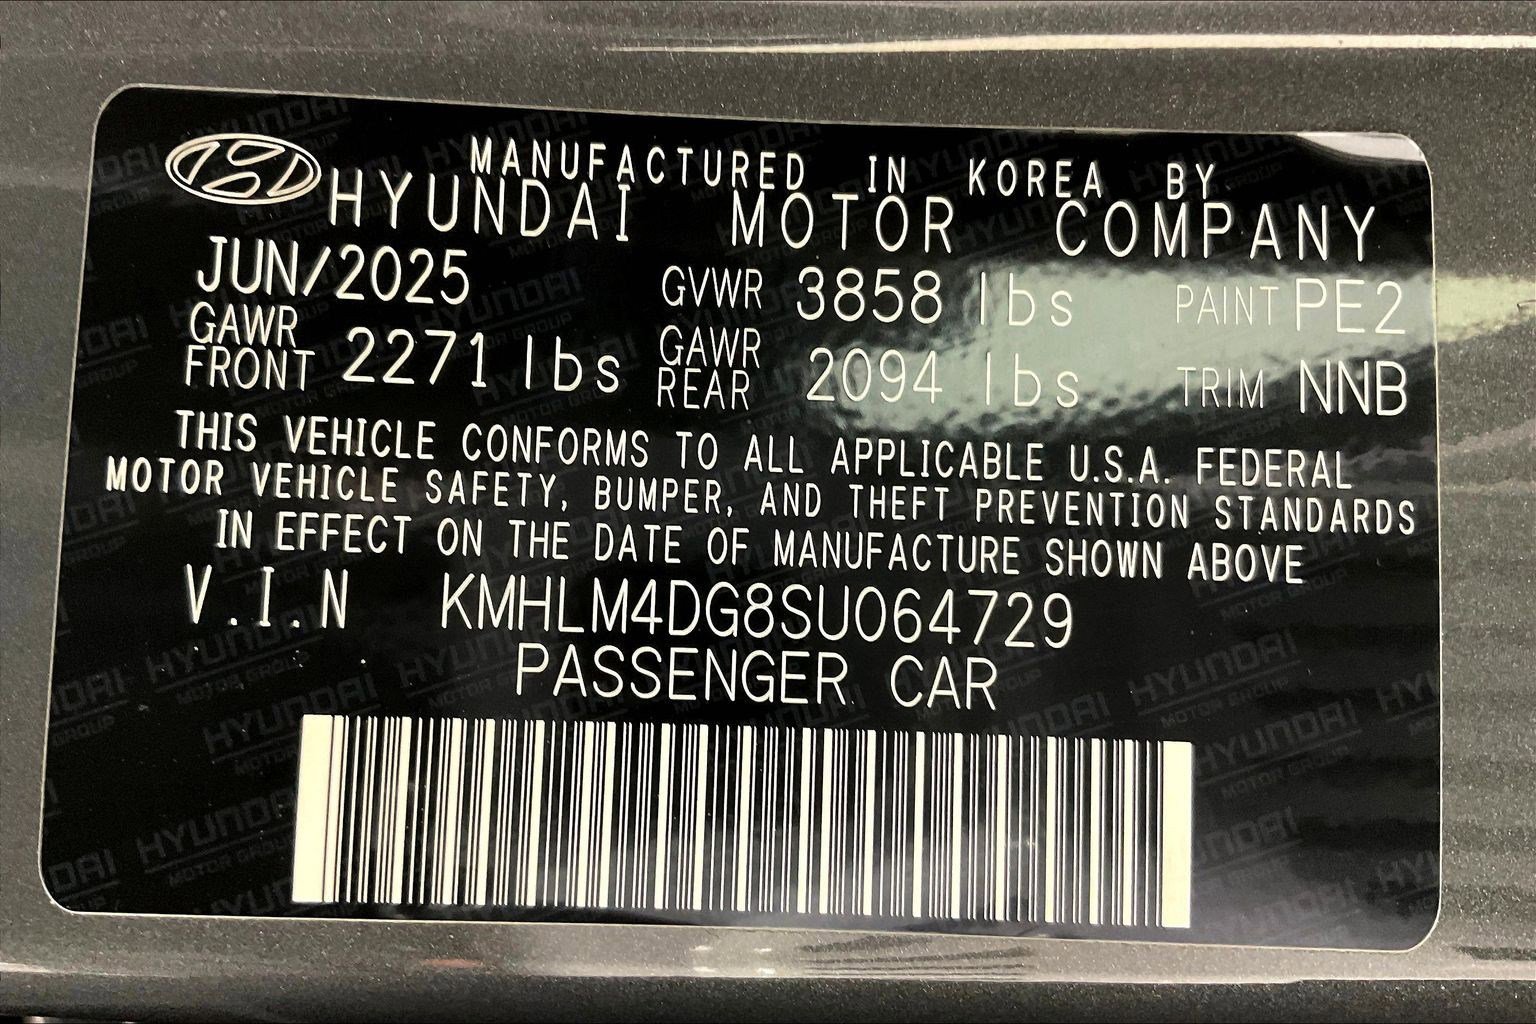 MANUFACTURED IN KOREA BY
HYUNDAI MOTOR COMPANY
JUN/2025 GVWR 3858 lbs PAINT PE2
GAWR FRONT 2271 lbs GAWR REAR 2094 lbs TRIM NNB
THIS VEHICLE CONFORMS TO ALL APPLICABLE U.S.A. FEDERAL
MOTOR VEHICLE SAFETY, BUMPER, AND THEFT PREVENTION STANDARDS
IN EFFECT ON THE DATE OF MANUFACTURE SHOWN ABOVE
V.I.N KMHLM4DG8SU064729
PASSENGER CAR